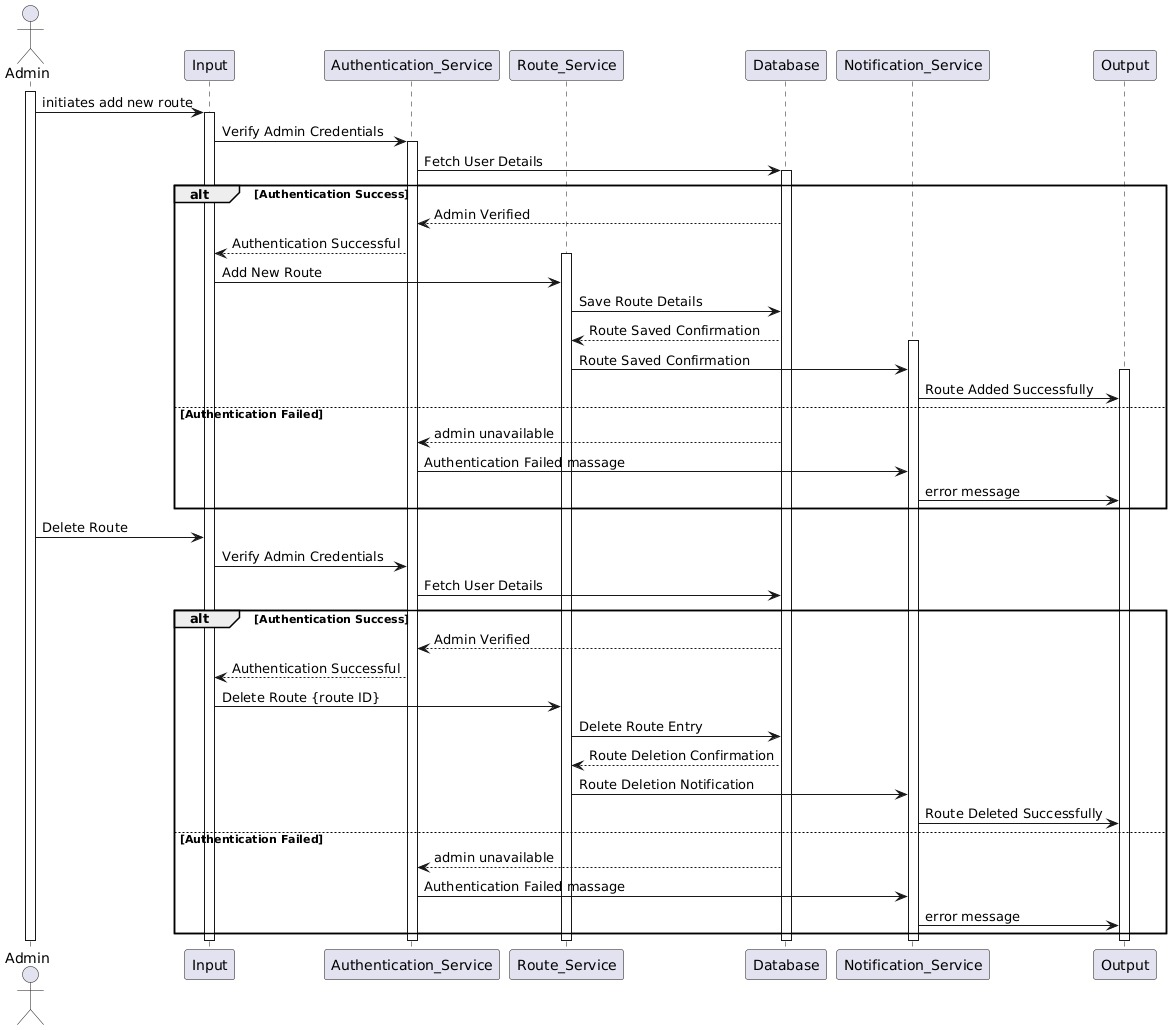 Admin
Input
Authentication_Service
Route_Service
Database
Notification_Service
Output
initiates add new route
Verify Admin Credentials
Fetch User Details
alt
[Authentication Success]
Admin Verified
Authentication Successful
Add New Route
Save Route Details
Route Saved Confirmation
Route Saved Confirmation
Route Added Successfully
[Authentication Failed]
admin unavailable
Authentication Failed massage
error message
Delete Route
Verify Admin Credentials
Fetch User Details
alt
[Authentication Success]
Admin Verified
Authentication Successful
Delete Route {route ID}
Delete Route Entry
Route Deletion Confirmation
Route Deletion Notification
Route Deleted Successfully
[Authentication Failed]
admin unavailable
Authentication Failed massage
error message
Admin
Input
Authentication_Service
Route_Service
Database
Notification_Service
Output